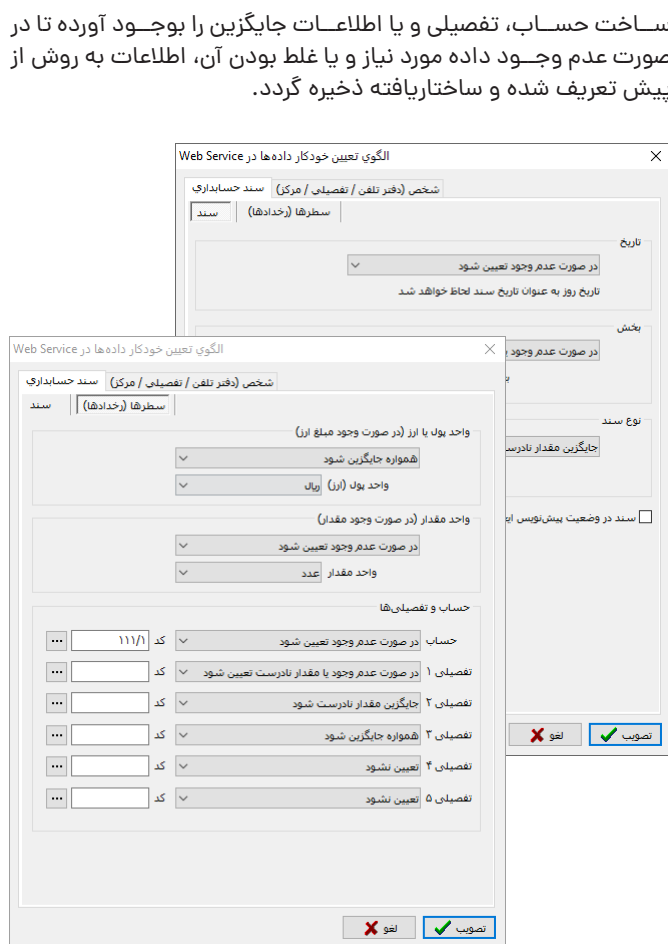 ساخت حساب، تفصیلی و یا اطلاعات جایگزین را بوجود آورده تا در
صورت عدم وجود داده مورد نیاز و یا غلط بودن آن، اطلاعات به روش از
پیش تعریف شده و ساختاریافته ذخیره گردد.
الگوي تعیین خودکار داده‌ها در Web Service
شخص (دفتر تلفن / تفصیلي / مرکز) سند حسابداري
سطرها (رخدادها) سند
تاریخ
در صورت عدم وجود تعیین شود
تاریخ روز به عنوان تاریخ سند لحاظ خواهد شد
بخش
در صورت عدم وجود
نوع سند
جایگزین مقدار
سند در وضعیت پیش‌نویس
تصویب
لغو
الگوي تعیین خودکار داده‌ها در Web Service
شخص (دفتر تلفن / تفصیلي / مرکز) سند حسابداري
سطرها (رخدادها) سند
واحد پول یا ارز (در صورت وجود مبلغ ارز)
همواره جایگزین شود
واحد پول (ارز) ریال
واحد مقدار (در صورت وجود مقدار)
در صورت عدم وجود تعیین شود
واحد مقدار عدد
حساب و تفصیلی‌ها
حساب در صورت عدم وجود تعیین شود کد ۱۱۱/۱ ...
تفصیلی ۱ در صورت عدم وجود یا مقدار نادرست تعیین شود کد ...
تفصیلی ۲ جایگزین مقدار نادرست شود کد ...
تفصیلی ۳ همواره جایگزین شود کد ...
تفصیلی ۴ تعیین نشود کد ...
تفصیلی ۵ تعیین نشود کد ...
تصویب
لغو